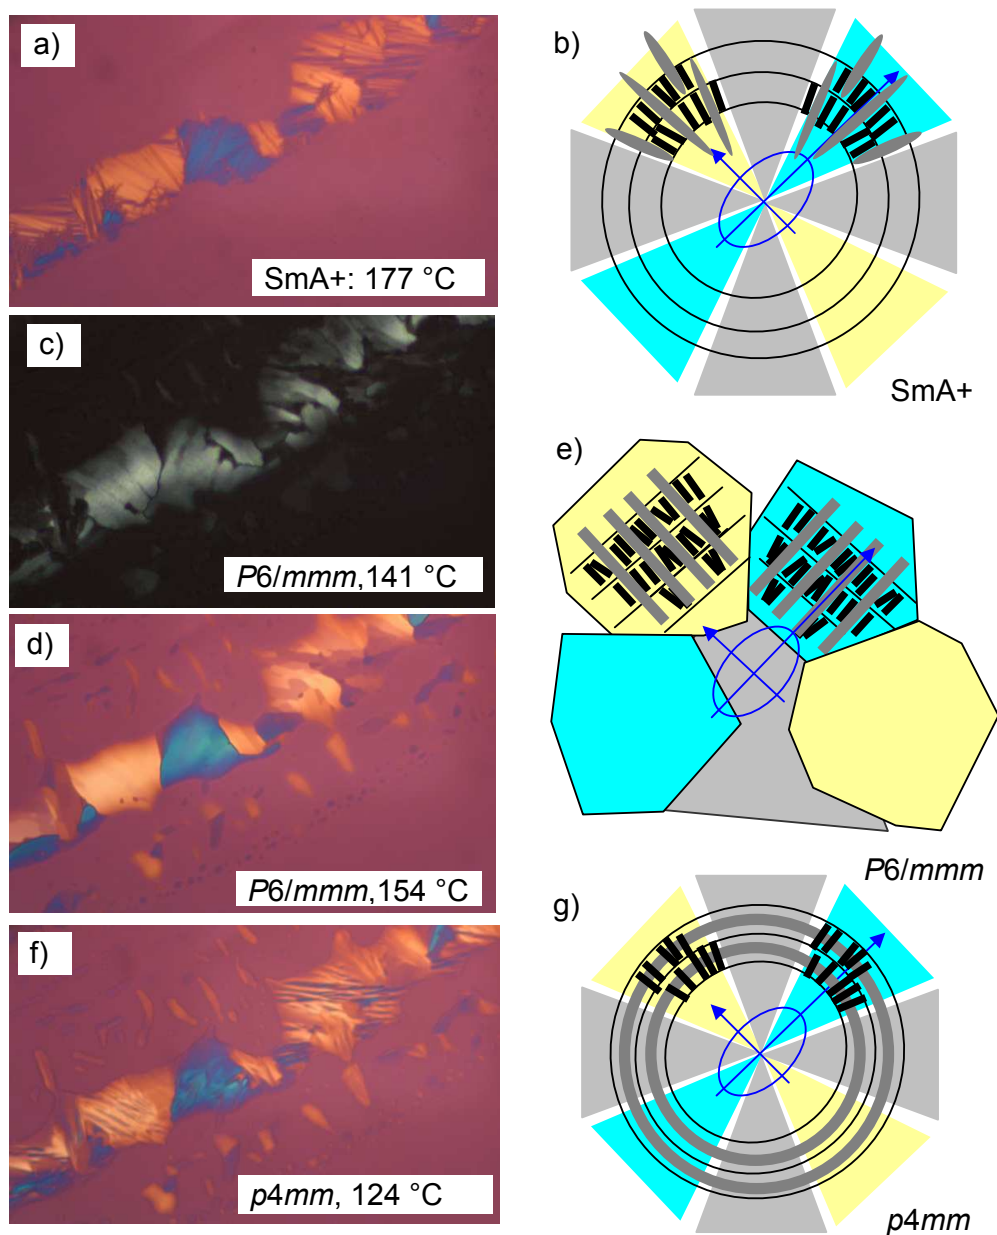 a)
SmA+: 177 °C
b)
SmA+
c)
P6/mmm,141 °C
d)
P6/mmm,154 °C
e)
P6/mmm
f)
p4mm, 124 °C
g)
p4mm